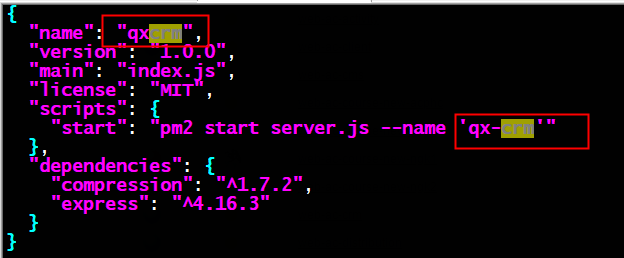 {
"name": "qxcrm",
"version": "1.0.0",
"main": "index.js",
"license": "MIT",
"scripts": {
"start": "pm2 start server.js --name 'qx-crm'"
},
"dependencies": {
"compression": "^1.7.2",
"express": "^4.16.3"
}
}